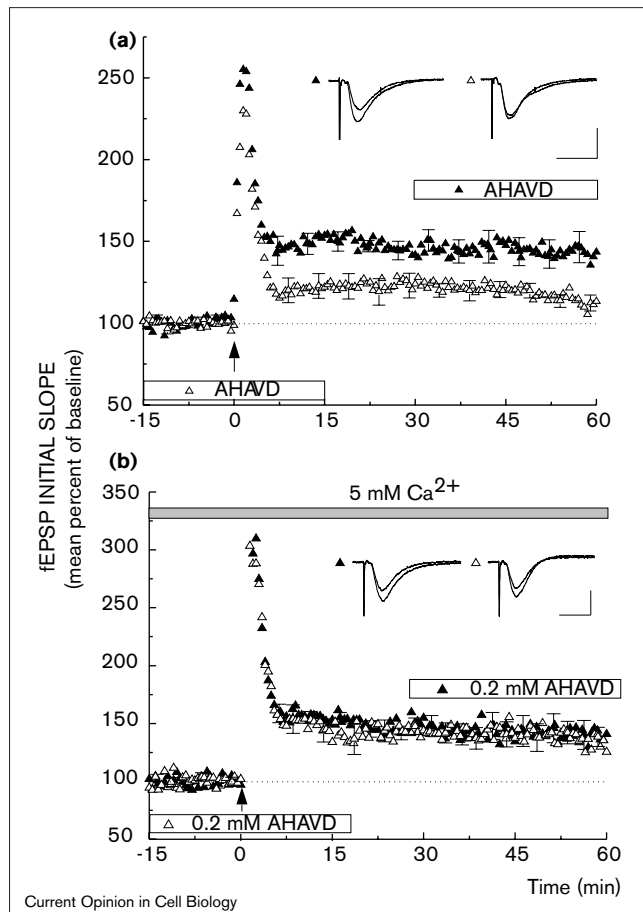 (a)
250
200
150
100
50
▲ AHAVD
△ AHAVD
-15 0 15 30 45 60
fEPSP INITIAL SLOPE
(mean percent of baseline)
(b)
5 mM Ca2+
350
300
250
200
150
100
50
▲ 0.2 mM AHAVD
△ 0.2 mM AHAVD
-15 0 15 30 45 60
Time (min)
Current Opinion in Cell Biology